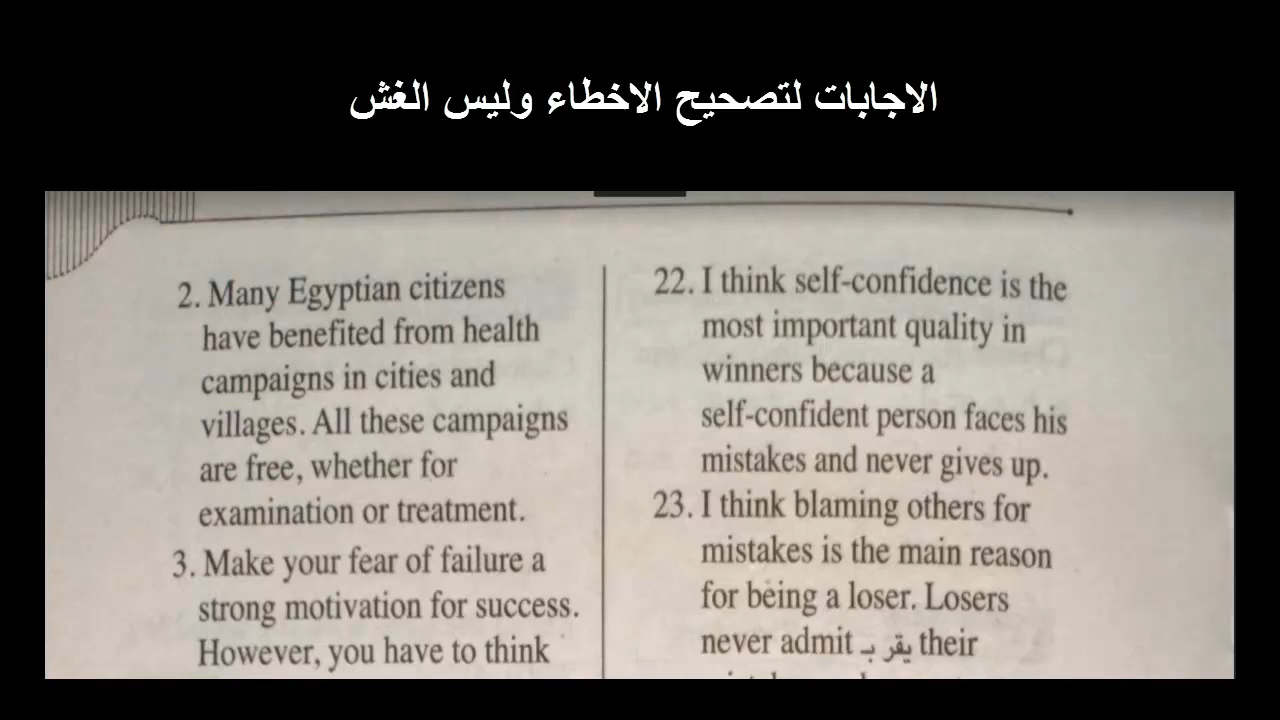 الاجابات لتصحيح الاخطاء وليس الغش
2. Many Egyptian citizens
have benefited from health
campaigns in cities and
villages. All these campaigns
are free, whether for
examination or treatment.
3. Make your fear of failure a
strong motivation for success.
However, you have to think
22. I think self-confidence is the
most important quality in
winners because a
self-confident person faces his
mistakes and never gives up.
23. I think blaming others for
mistakes is the main reason
for being a loser. Losers
never admit يقر بـ their